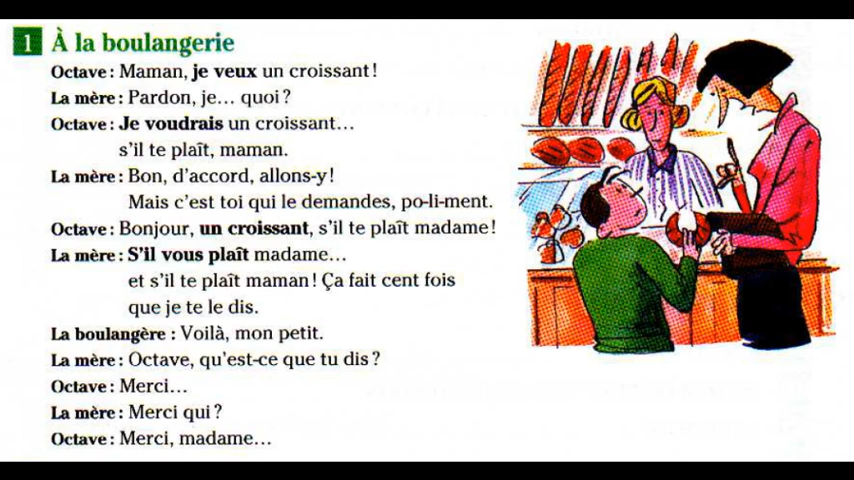 1 À la boulangerie
Octave : Maman, je veux un croissant !
La mère : Pardon, je... quoi ?
Octave : Je voudrais un croissant...
s'il te plaît, maman.
La mère : Bon, d'accord, allons-y !
Mais c'est toi qui le demandes, po-li-ment.
Octave : Bonjour, un croissant, s'il te plaît madame !
La mère : S'il vous plaît madame...
et s'il te plaît maman ! Ça fait cent fois
que je te le dis.
La boulangère : Voilà, mon petit.
La mère : Octave, qu'est-ce que tu dis ?
Octave : Merci...
La mère : Merci qui ?
Octave : Merci, madame...